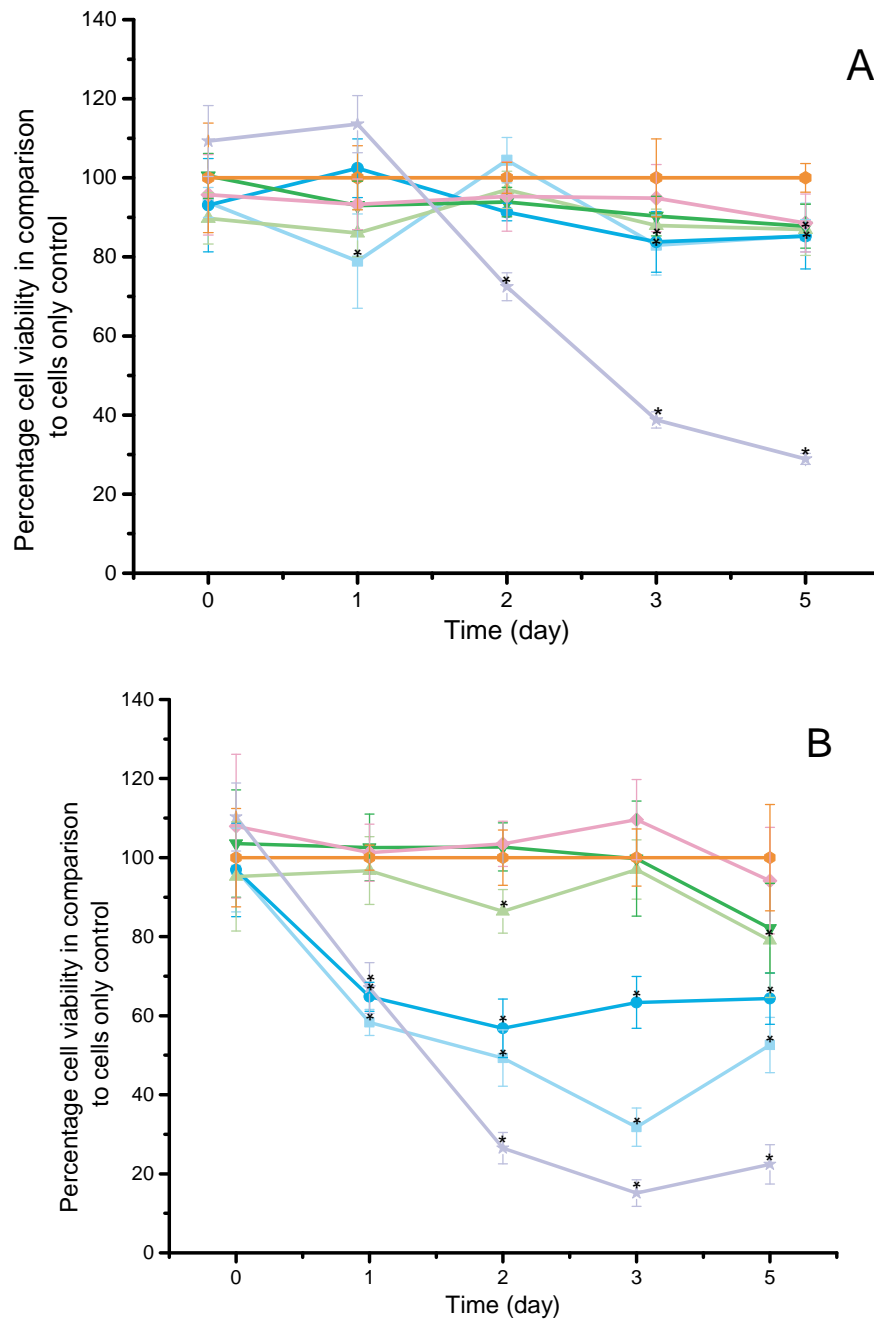 A
140
120
100
80
60
40
20
0
Percentage cell viability in comparison
to cells only control
* * * * * * * *
0 1 2 3 5
Time (day)
B
140
120
100
80
60
40
20
0
Percentage cell viability in comparison
to cells only control
* * * * * * * * * * * * * *
0 1 2 3 5
Time (day)